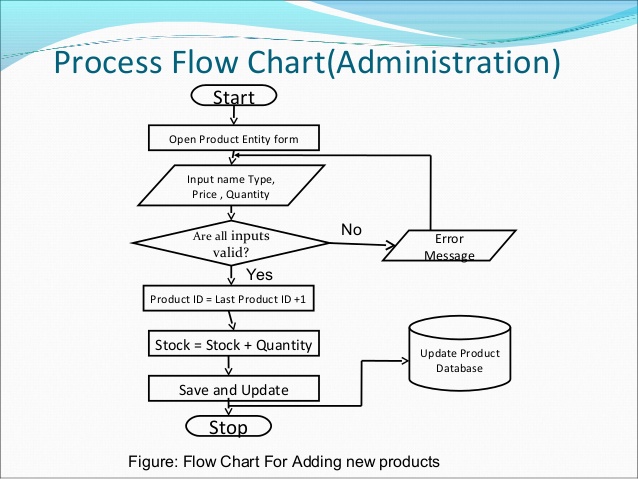 Process Flow Chart(Administration)
Start
Open Product Entity form
Input name Type,
Price , Quantity
Are all inputs
valid?
No
Error
Message
Yes
Product ID = Last Product ID +1
Stock = Stock + Quantity
Update Product
Database
Save and Update
Stop
Figure: Flow Chart For Adding new products